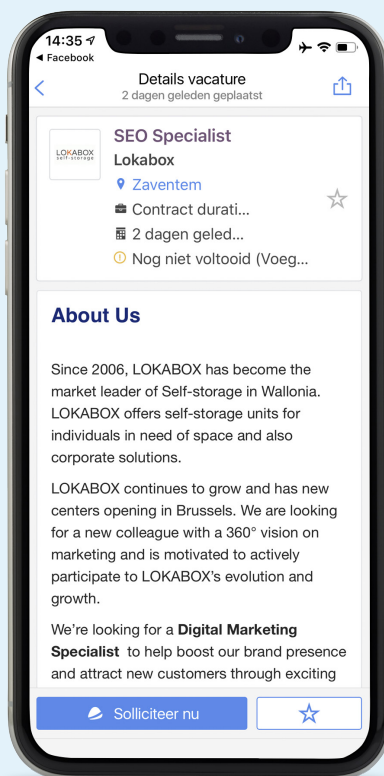 14:35
◀ Facebook
Details vacature
2 dagen geleden geplaatst
LOKABOX
self-storage
SEO Specialist
Lokabox
Zaventem
Contract durati...
2 dagen geled...
Nog niet voltooid (Voeg...
About Us
Since 2006, LOKABOX has become the
market leader of Self-storage in Wallonia.
LOKABOX offers self-storage units for
individuals in need of space and also
corporate solutions.
LOKABOX continues to grow and has new
centers opening in Brussels. We are looking
for a new colleague with a 360° vision on
marketing and is motivated to actively
participate to LOKABOX's evolution and
growth.
We're looking for a Digital Marketing
Specialist to help boost our brand presence
and attract new customers through exciting
Solliciteer nu